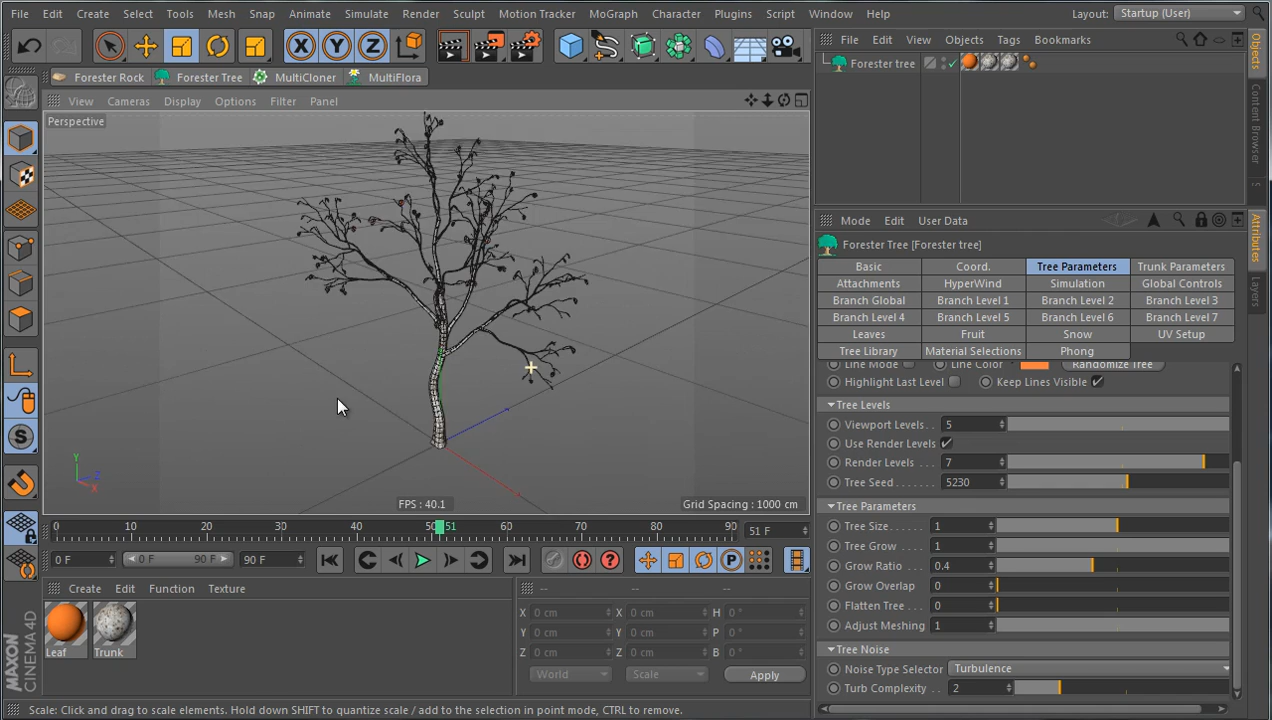 File Edit Create Select Tools Mesh Snap Animate Simulate Render Sculpt Motion Tracker MoGraph Character Plugins Script Window Help Layout: Startup (User)
X Y Z
File Edit View Objects Tags Bookmarks
Forester Rock Forester Tree MultiCloner MultiFlora
Forester tree
View Cameras Display Options Filter Panel
Perspective
Objects
Content Browser
S
Mode Edit User Data
Attributes
Layers
Forester Tree [Forester tree]
Basic Coord. Tree Parameters Trunk Parameters
Attachments HyperWind Simulation Global Controls
Branch Global Branch Level 1 Branch Level 2 Branch Level 3
Branch Level 4 Branch Level 5 Branch Level 6 Branch Level 7
Leaves Fruit Snow UV Setup
Tree Library Material Selections Phong
Line Mode Line Color Randomize Tree
Highlight Last Level Keep Lines Visible
Tree Levels
Viewport Levels. . 5
Use Render Levels
Render Levels . . . 7
Tree Seed . . . . . . 5230
Tree Parameters
Tree Size. . . . . . 1
Tree Grow . . . . 1
Grow Ratio . . . . 0.4
Grow Overlap . . 0
Flatten Tree . . . 0
Adjust Meshing 1
Tree Noise
Noise Type Selector Turbulence
Turb Complexity . . 2
Y
Z
X
FPS : 40.1
Grid Spacing : 1000 cm
0 10 20 30 40 50 51 60 70 80 90 51 F
0 F 0 F 90 F 90 F
P
Create Edit Function Texture
Leaf Trunk
-- -- --
X 0 cm X 0 cm H 0 °
Y 0 cm Y 0 cm P 0 °
Z 0 cm Z 0 cm B 0 °
World Scale Apply
MAXON
CINEMA 4D
Scale: Click and drag to scale elements. Hold down SHIFT to quantize scale / add to the selection in point mode, CTRL to remove.